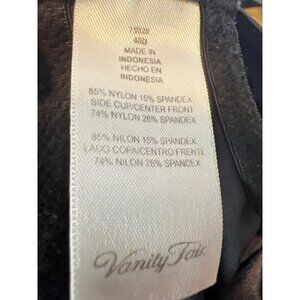 40D
MADE IN
INDONESIA
HECHO EN
INDONESIA
85% NYLON 15% SPANDEX,
SIDE CUP/CENTER FRONT
74% NYLON 26% SPANDEX
85% NILON 15% SPANDEX,
LADO COPA/CENTRO FRENTE
74% NILON 26% SPANDEX
Vanity Fair